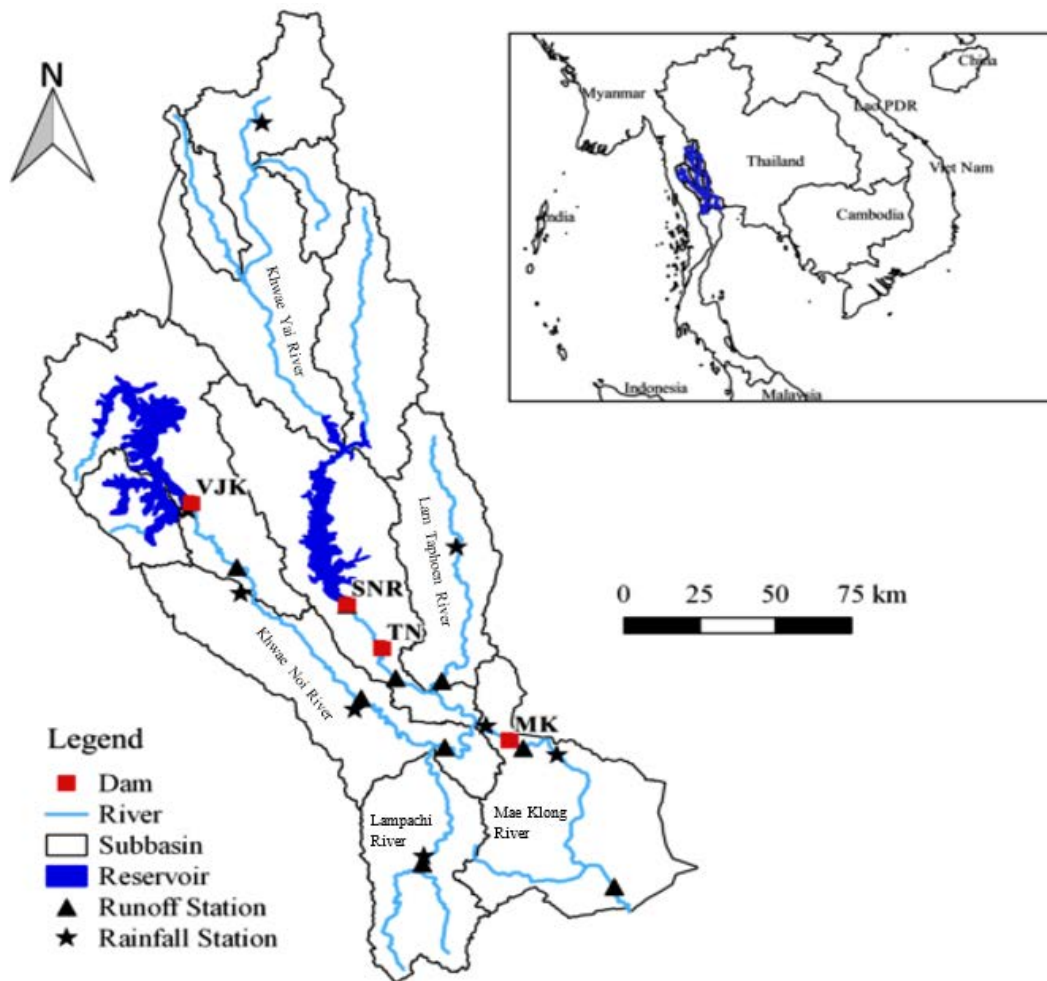 N
China
Myanmar
Lao PDR
Thailand
Viet Nam
India
Cambodia
Indonesia
Malaysia
Khwae Yai River
VJK
Lam Taphoen River
SNR
0 25 50 75 km
TN
Khwae Noi River
MK
Legend
Dam
River
Subbasin
Reservoir
Runoff Station
Rainfall Station
Lampachi
River
Mae Klong
River